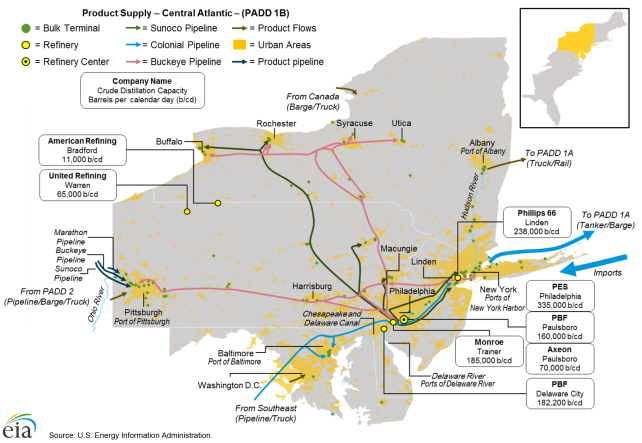 Product Supply – Central Atlantic – (PADD 1B)
= Bulk Terminal
= Sunoco Pipeline
= Product Flows
= Refinery
= Colonial Pipeline
= Urban Areas
= Refinery Center
= Buckeye Pipeline
= Product pipeline
Company Name
Crude Distillation Capacity
Barrels per calendar day (b/cd)
From Canada
(Barge/Truck)
Rochester
Syracuse
Utica
Buffalo
Albany
Port of Albany
To PADD 1A
(Truck/Rail)
American Refining
Bradford
11,000 b/cd
United Refining
Warren
65,000 b/cd
Hudson River
Phillips 66
Linden
238,000 b/cd
To PADD 1A
(Tanker/Barge)
Marathon
Pipeline
Buckeye
Pipeline
Sunoco
Pipeline
Macungie
Linden
Imports
From PADD 2
(Pipeline/Barge/Truck)
Ohio River
Pittsburgh
Port of Pittsburgh
Harrisburg
Philadelphia
New York
Ports of
New York Harbor
PES
Philadelphia
335,000 b/cd
Chesapeake and
Delaware Canal
PBF
Paulsboro
160,000 b/cd
Monroe
Trainer
185,000 b/cd
Axeon
Paulsboro
70,000 b/cd
Baltimore
Port of Baltimore
Washington D.C.
Delaware River
Ports of Delaware River
PBF
Delaware City
182,200 b/cd
From Southeast
(Pipeline/Truck)
eia
Source: U.S. Energy Information Administration.